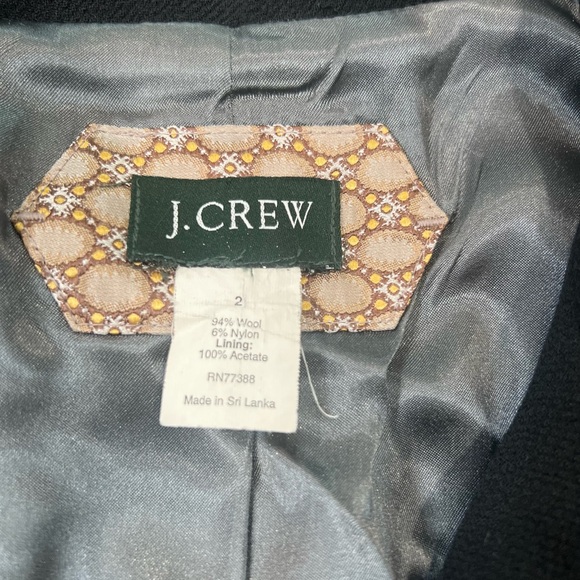 J.CREW
2
94% Wool
6% Nylon
Lining:
100% Acetate
RN77388
Made in Sri Lanka